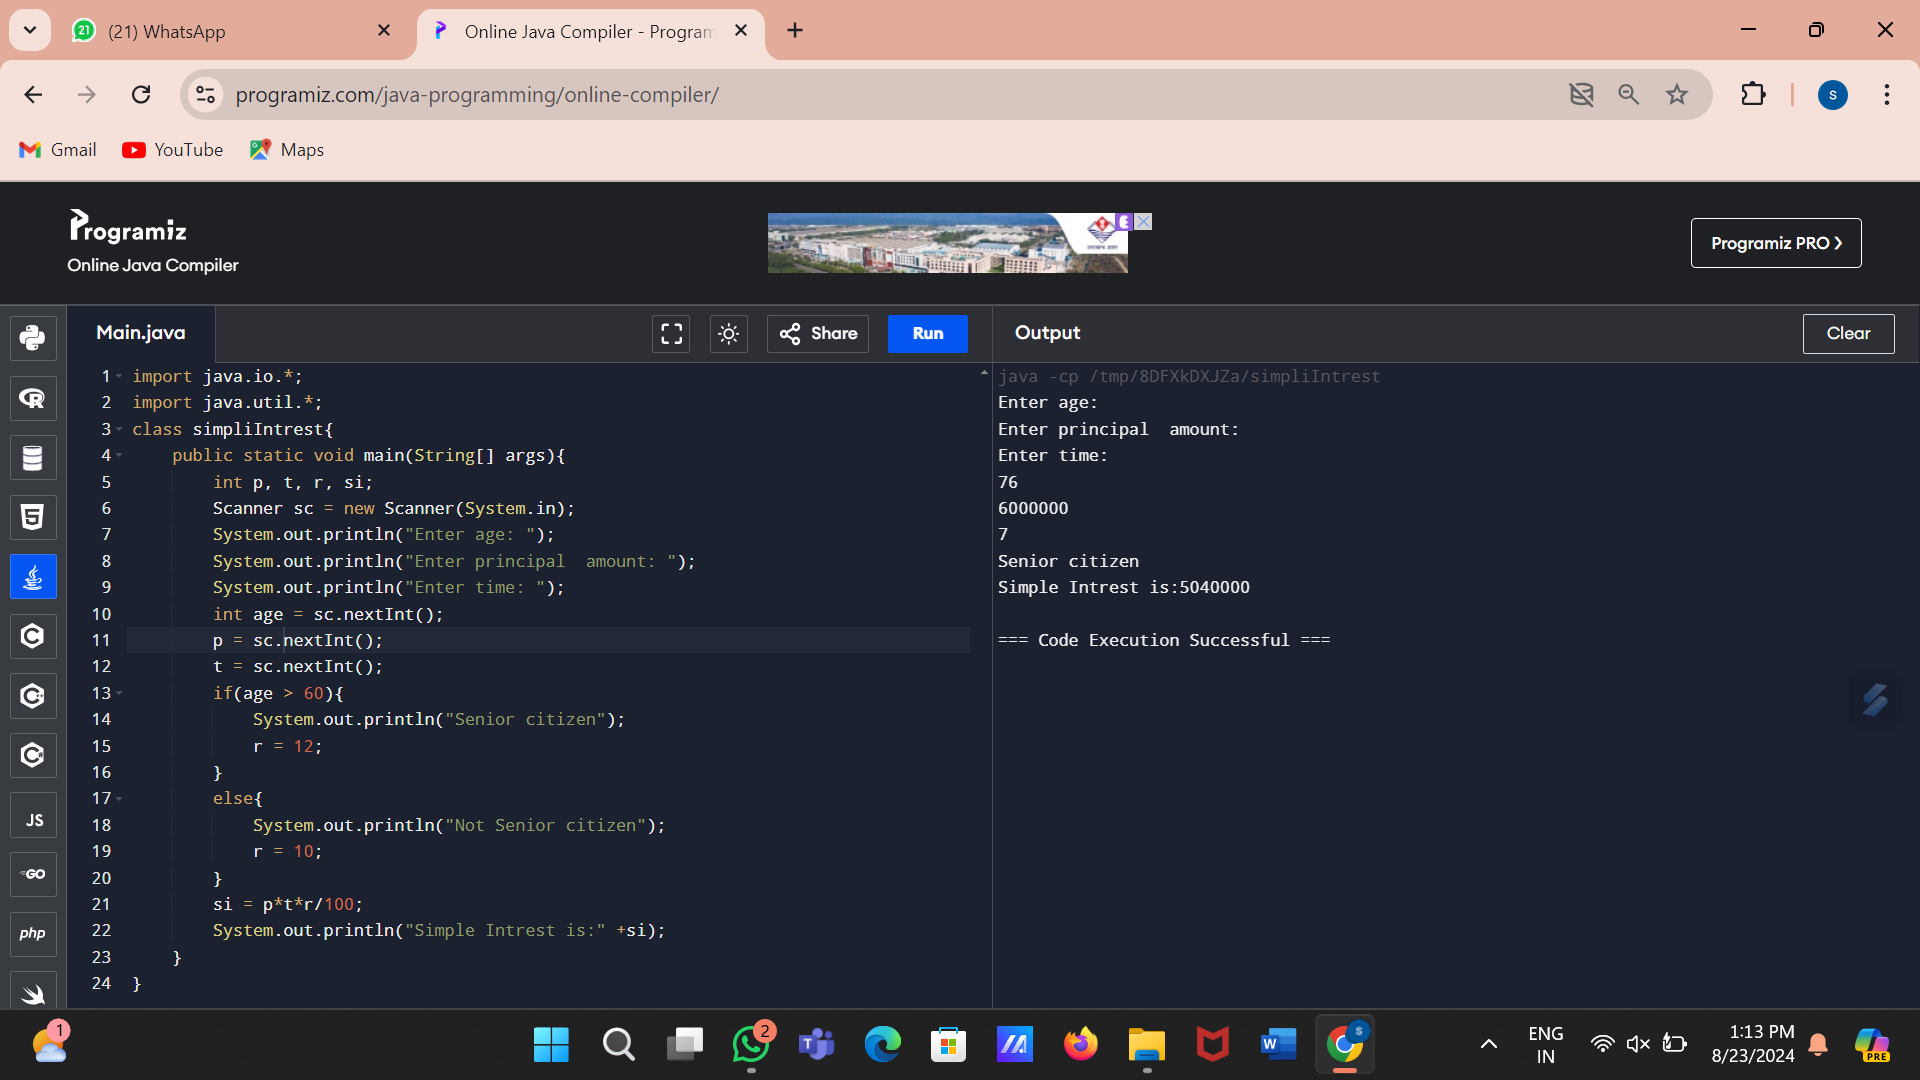 21
(21) WhatsApp
Online Java Compiler - Program
programiz.com/java-programming/online-compiler/
s
Gmail
YouTube
Maps
Programiz
Online Java Compiler
Programiz PRO ›
Main.java
Share
Run
Output
Clear
1 import java.io.*;
2 import java.util.*;
3 class simpliIntrest{
4     public static void main(String[] args){
5         int p, t, r, si;
6         Scanner sc = new Scanner(System.in);
7         System.out.println("Enter age: ");
8         System.out.println("Enter principal  amount: ");
9         System.out.println("Enter time: ");
10         int age = sc.nextInt();
11         p = sc.nextInt();
12         t = sc.nextInt();
13         if(age > 60){
14             System.out.println("Senior citizen");
15             r = 12;
16         }
17         else{
18             System.out.println("Not Senior citizen");
19             r = 10;
20         }
21         si = p*t*r/100;
22         System.out.println("Simple Intrest is:" +si);
23     }
24 }
java -cp /tmp/8DFXkDXJZa/simpliIntrest
Enter age:
Enter principal  amount:
Enter time:
76
6000000
7
Senior citizen
Simple Intrest is:5040000
=== Code Execution Successful ===
R
5
C
C
C
JS
GO
php
1
2
T
W
S
ENG
IN
1:13 PM
8/23/2024
PRE